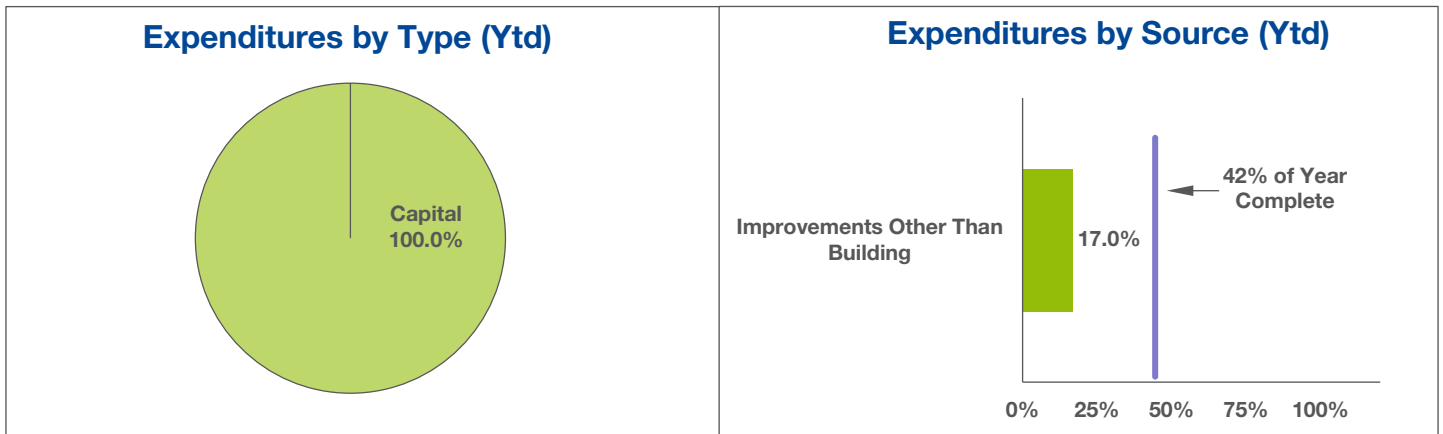 Expenditures by Type (Ytd)
Capital
100.0%
Expenditures by Source (Ytd)
42% of Year
Complete
Improvements Other Than
Building
17.0%
0% 25% 50% 75% 100%